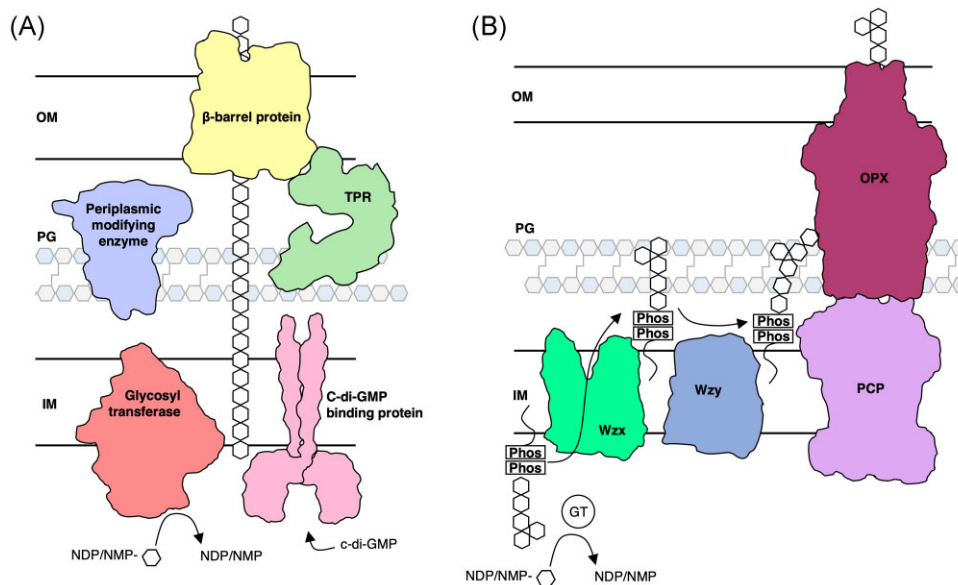 (A)
OM
β-barrel protein
TPR
Periplasmic
modifying
enzyme
PG
Glycosyl
transferase
IM
C-di-GMP
binding protein
NDP/NMP-
NDP/NMP
c-di-GMP
(B)
OM
OPX
PG
Phos
Phos
Phos
Phos
IM
Wzx
Wzy
PCP
Phos
Phos
GT
NDP/NMP-
NDP/NMP